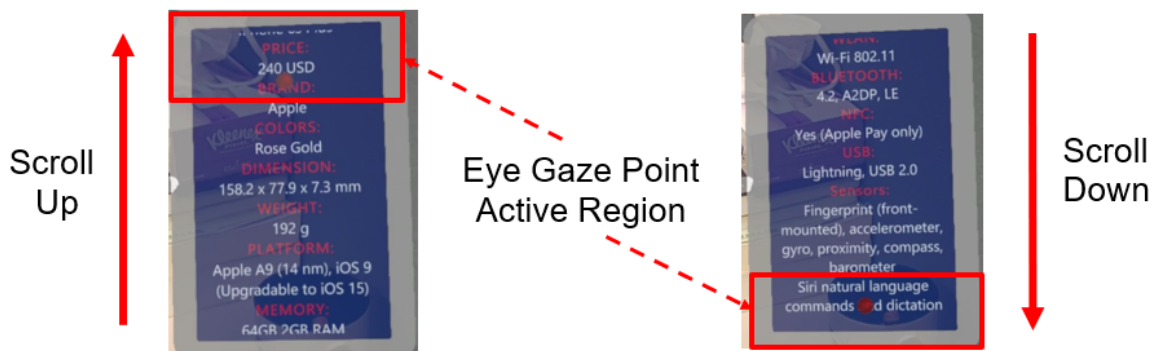 Scroll
Up
PRICE:
240 USD
BRAND:
Apple
Kleenex
COLORS:
Rose Gold
DIMENSION:
158.2 x 77.9 x 7.3 mm
WEIGHT:
192 g
PLATFORM:
Apple A9 (14 nm), iOS 9
(Upgradable to iOS 15)
MEMORY:
64GB 2GB RAM
Eye Gaze Point
Active Region
WLAN:
Wi-Fi 802.11
BLUETOOTH:
4.2, A2DP, LE
NFC:
Yes (Apple Pay only)
USB:
Lightning, USB 2.0
Sensors:
Fingerprint (front-
mounted), accelerometer,
gyro, proximity, compass,
barometer
Siri natural language
commands d dictation
Scroll
Down